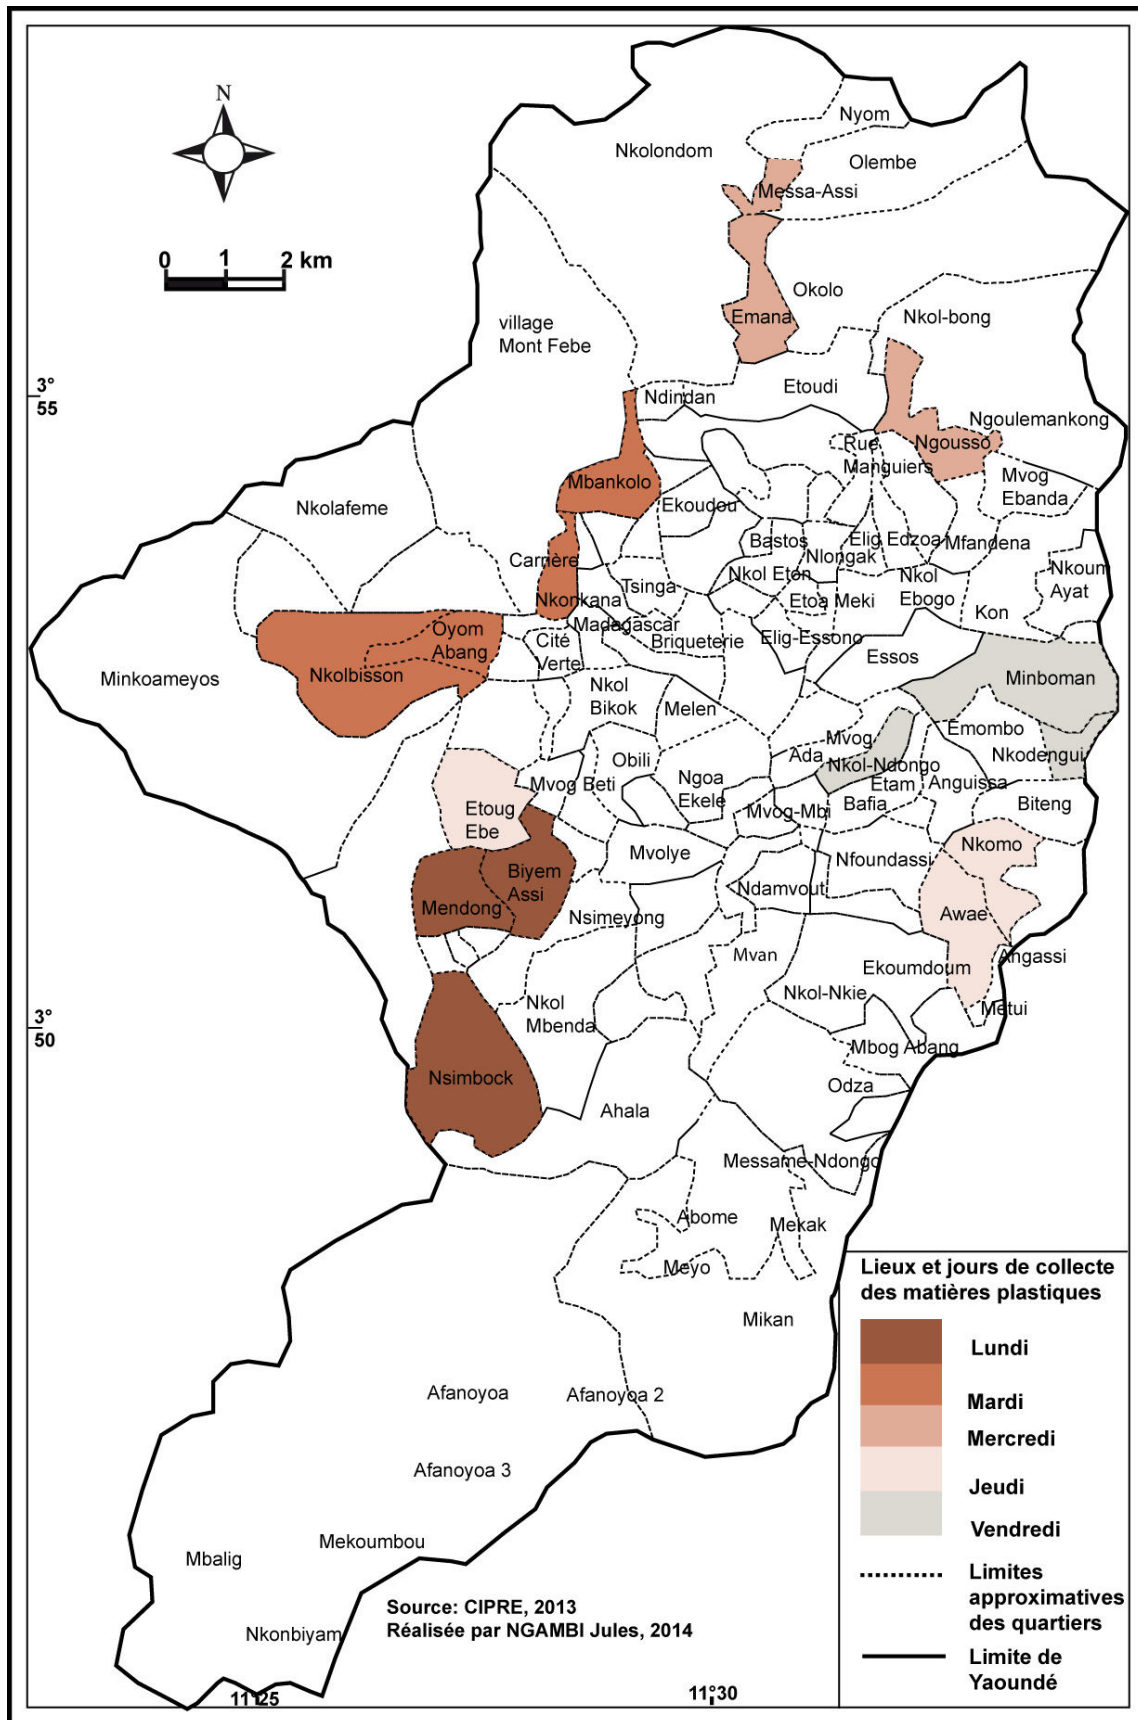 N
Nyom
Nkolondom
Olembe
Messa-Assi
0 1 2 km
Okolo
Emana
Nkol-bong
village
Mont Febe
3°
55
Etoudi
Ndindan
Ngoulemankong
Rue
Manguiers
Ngousso
Mvog
Ebanda
Mbankolo
Ekoudou
Nkolafeme
Bastos
Elig Edzoa
Nlongak
Mfandena
Carrière
Nkoum
Ayat
Tsinga
Nkol Eton
Nkol
Ebogo
Nkonkana
Etoa Meki
Kon
Madagascar
Oyom
Abang
Cité
Verte
Briqueterie
Elig-Essono
Essos
Minkoameyos
Nkolbisson
Minboman
Nkol
Bikok
Melen
Emombo
Mvog
Ada
Obili
Nkodengui
Nkol-Ndongo
Etam
Bafia
Anguissa
Mvog Beti
Ngoa
Ekele
Etoug
Ebe
Mvog-Mbi
Biteng
Mvolye
Nfoundassi
Nkomo
Biyem
Assi
Ndamvout
Mendong
Nsimeyong
Awae
Mvan
Angassi
Ekoumdoum
Nkol-Nkie
Nkol
Mbenda
Metui
3°
50
Mbog Abang
Nsimbock
Odza
Ahala
Messame-Ndongo
Abome
Mekak
Meyo
Mikan
Afanoyoa
Afanoyoa 2
Afanoyoa 3
Mekoumbou
Mbalig
Nkonbiyam
Source: CIPRE, 2013
Réalisée par NGAMBI Jules, 2014
11°25
11°30
Lieux et jours de collecte
des matières plastiques
Lundi
Mardi
Mercredi
Jeudi
Vendredi
Limites
approximatives
des quartiers
Limite de
Yaoundé